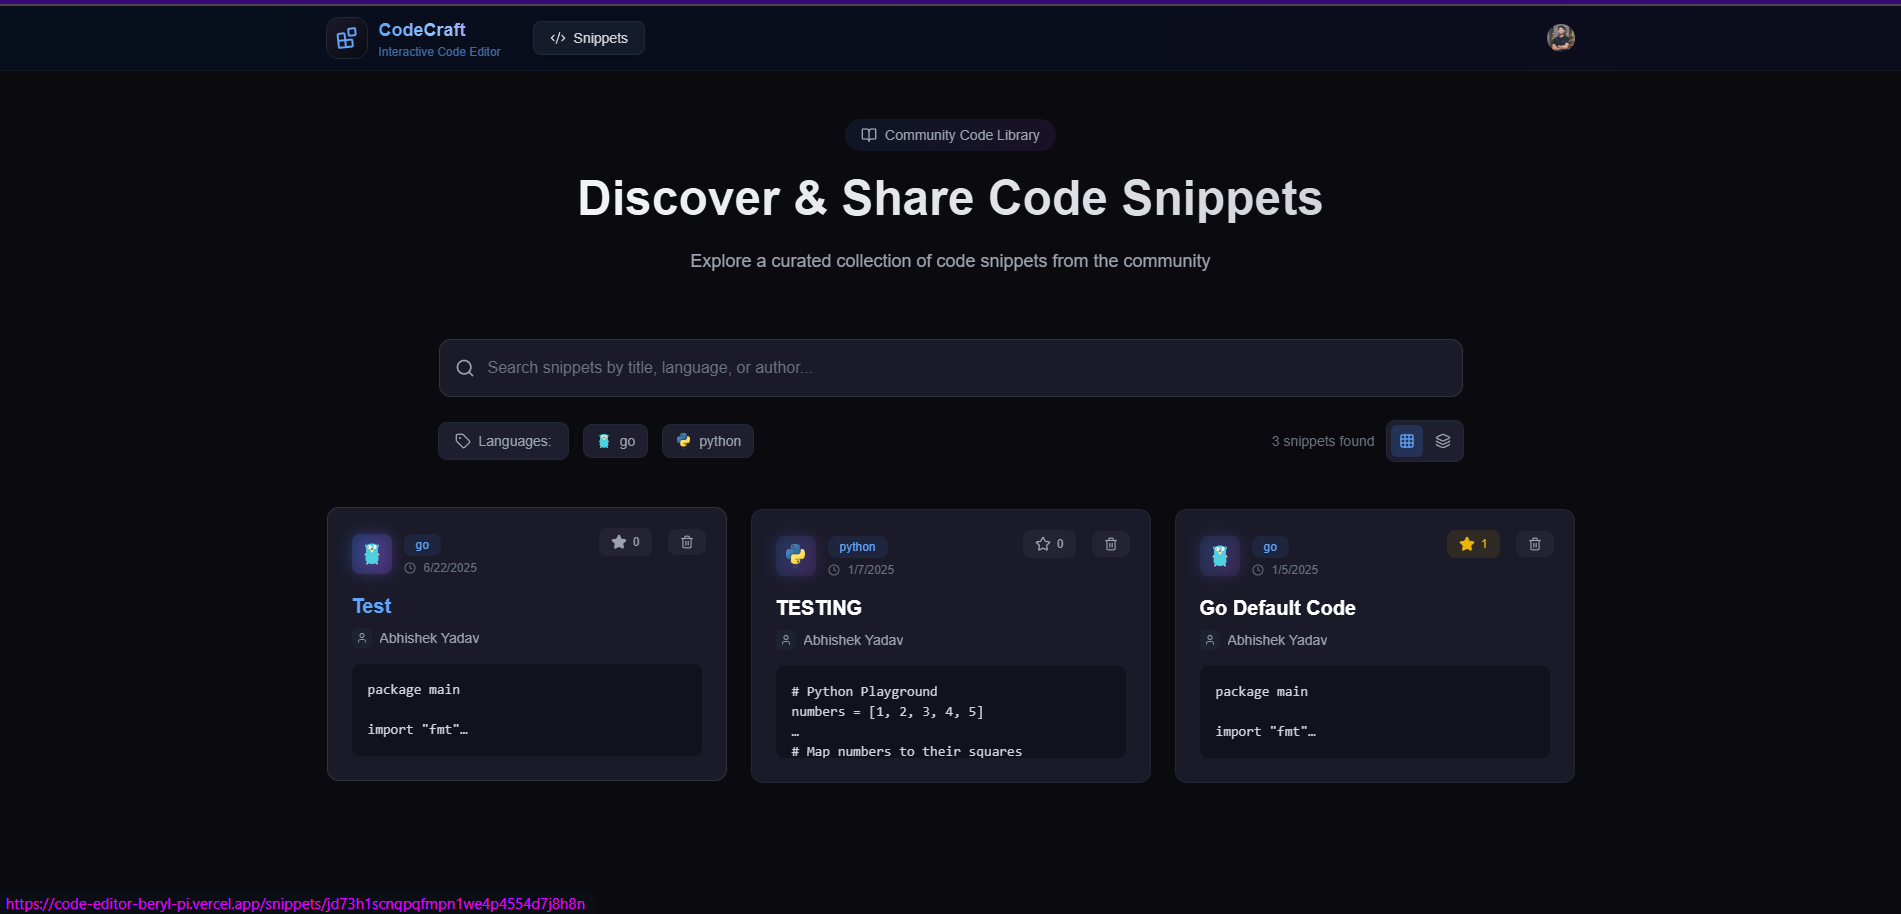 CodeCraft
Interactive Code Editor
Snippets
Community Code Library
Discover & Share Code Snippets
Explore a curated collection of code snippets from the community
Search snippets by title, language, or author...
Languages:
go
python
3 snippets found
go
0
6/22/2025
Test
Abhishek Yadav
package main
import "fmt"…
python
0
1/7/2025
TESTING
Abhishek Yadav
# Python Playground
numbers = [1, 2, 3, 4, 5]
…
# Map numbers to their squares
go
1
1/5/2025
Go Default Code
Abhishek Yadav
package main
import "fmt"…
https://code-editor-beryl-pi.vercel.app/snippets/jd73h1scnqpqfmpn1we4p4554d7j8h8n